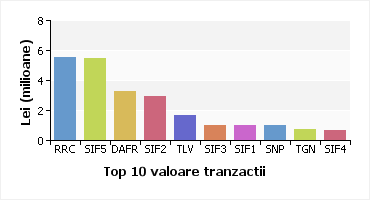 Lei (milioane)
8
6
4
2
0
RRC SIF5 DAFR SIF2 TLV SIF3 SIF1 SNP TGN SIF4
Top 10 valoare tranzactii